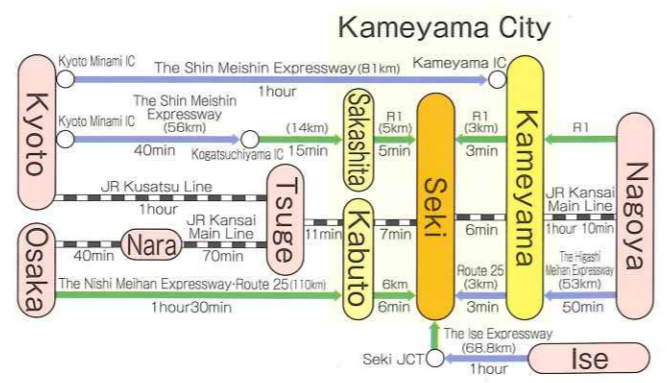 Kameyama City
Kyoto Minami IC
The Shin Meishin Expressway(81km)
Kameyama IC
1hour
Kyoto
The Shin Meishin
Expressway
(56km)
Kyoto Minami IC
40min
Kogatsuchiyama IC
(14km)
15min
Sakashita
R1
(5km)
5min
Seki
R1
(3km)
3min
Kameyama
R1
Nagoya
JR Kusatsu Line
1hour
Tsuge
11min
Kabuto
7min
6min
JR Kansai
Main Line
1hour 10min
Osaka
40min
Nara
JR Kansai
Main Line
70min
The Nishi Meihan Expressway·Route 25(110km)
1hour30min
6km
6min
Route 25
(3km)
3min
The Higashi
Meihan Expressway
(53km)
50min
Seki JCT
The Ise Expressway
(68.8km)
1hour
Ise